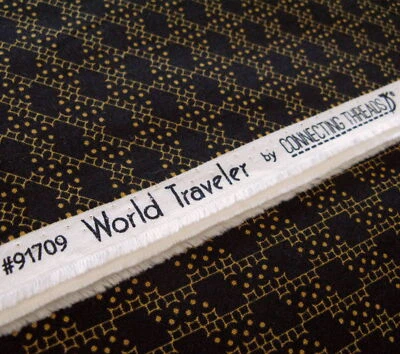 #91709 World Traveler by CONNECTING THREADS®